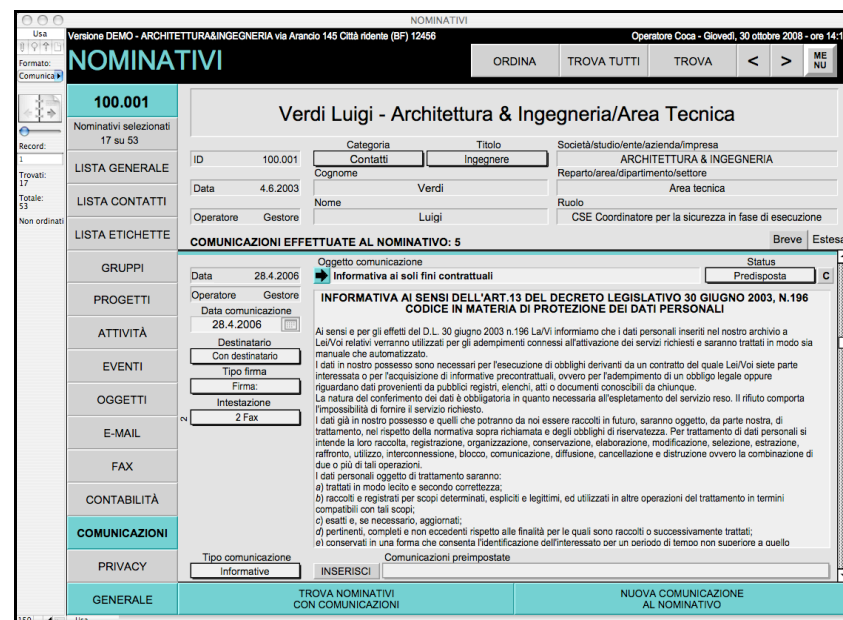 NOMINATIVI
Usa
Versione DEMO - ARCHITETTURA&INGEGNERIA via Arancio 145 Città ridente (BF) 12456
Operatore Coca - Giovedì, 30 ottobre 2008 - ore 14:1
NOMINATIVI
ORDINA
TROVA TUTTI
TROVA
<
>
ME
NU
Formato:
Comunica
Record:
1
Trovati:
17
Totale:
53
Non ordinati
100.001
Nominativi selezionati
17 su 53
LISTA GENERALE
LISTA CONTATTI
LISTA ETICHETTE
GRUPPI
PROGETTI
ATTIVITÀ
EVENTI
OGGETTI
E-MAIL
FAX
CONTABILITÀ
COMUNICAZIONI
PRIVACY
GENERALE
Verdi Luigi - Architettura & Ingegneria/Area Tecnica
Categoria
Titolo
Società/studio/ente/azienda/impresa
ID
100.001
Contatti
Ingegnere
ARCHITETTURA & INGEGNERIA
Cognome
Reparto/area/dipartimento/settore
Data
4.6.2003
Verdi
Area tecnica
Nome
Ruolo
Operatore
Gestore
Luigi
CSE Coordinatore per la sicurezza in fase di esecuzione
COMUNICAZIONI EFFETTUATE AL NOMINATIVO: 5
Breve
Estesa
Oggetto comunicazione
Status
Data
28.4.2006
Informativa ai soli fini contrattuali
Predisposta
C
Operatore
Gestore
Data comunicazione
28.4.2006
Destinatario
Con destinatario
Tipo firma
Firma:
Intestazione
2 Fax
N
INFORMATIVA AI SENSI DELL'ART.13 DEL DECRETO LEGISLATIVO 30 GIUGNO 2003, N.196
CODICE IN MATERIA DI PROTEZIONE DEI DATI PERSONALI
Ai sensi e per gli effetti del D.L. 30 giugno 2003 n.196 La/Vi informiamo che i dati personali inseriti nel nostro archivio a
Lei/Voi relativi verranno utilizzati per gli adempimenti connessi all'attivazione dei servizi richiesti e saranno trattati in modo sia
manuale che automatizzato.
I dati in nostro possesso sono necessari per l'esecuzione di obblighi derivanti da un contratto del quale Lei/Voi siete parte
interessata o per l'acquisizione di informative precontrattuali, ovvero per l'adempimento di un obbligo legale oppure
riguardano dati provenienti da pubblici registri, elenchi, atti o documenti conoscibili da chiunque.
La natura del conferimento dei dati è obbligatoria in quanto necessaria all'espletamento del servizio reso. Il rifiuto comporta
l'impossibilità di fornire il servizio richiesto.
I dati già in nostro possesso e quelli che potranno da noi essere raccolti in futuro, saranno oggetto, da parte nostra, di
trattamento, nel rispetto della normativa sopra richiamata e degli obblighi di riservatezza. Per trattamento di dati personali si
intende la loro raccolta, registrazione, organizzazione, conservazione, elaborazione, modificazione, selezione, estrazione,
raffronto, utilizzo, interconnessione, blocco, comunicazione, diffusione, cancellazione e distruzione ovvero la combinazione di
due o più di tali operazioni.
I dati personali oggetto di trattamento saranno:
a) trattati in modo lecito e secondo correttezza;
b) raccolti e registrati per scopi determinati, espliciti e legittimi, ed utilizzati in altre operazioni del trattamento in termini
compatibili con tali scopi;
c) esatti e, se necessario, aggiornati;
d) pertinenti, completi e non eccedenti rispetto alle finalità per le quali sono raccolti o successivamente trattati;
e) conservati in una forma che consenta l'identificazione dell'interessato per un periodo di tempo non superiore a quello
Tipo comunicazione
Informative
Comunicazioni preimpostate
INSERISCI
TROVA NOMINATIVI
CON COMUNICAZIONI
NUOVA COMUNICAZIONE
AL NOMINATIVO